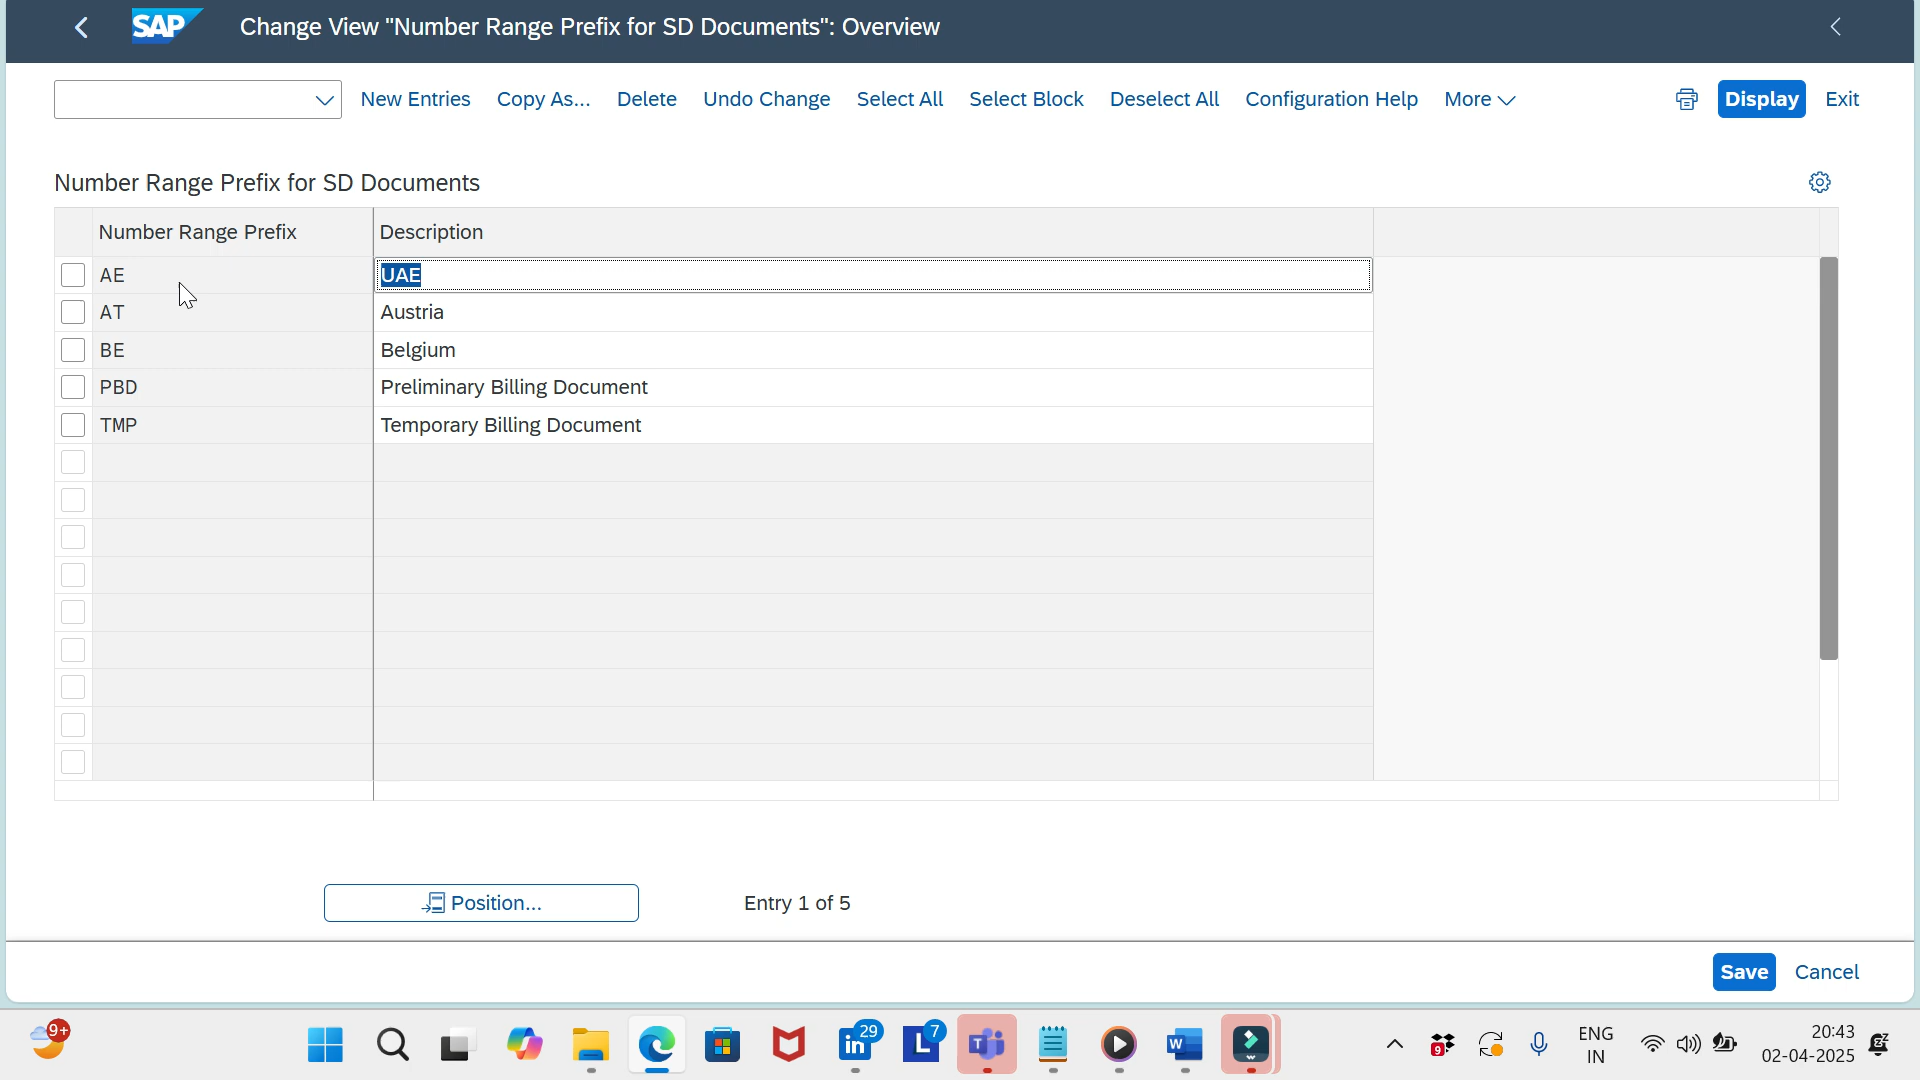 SAP Change View "Number Range Prefix for SD Documents": Overview
New Entries Copy As... Delete Undo Change Select All Select Block Deselect All Configuration Help More Display Exit
Number Range Prefix for SD Documents
Number Range Prefix Description
AE UAE
AT Austria
BE Belgium
PBD Preliminary Billing Document
TMP Temporary Billing Document
Position... Entry 1 of 5
Save Cancel
9+ 29 7 9 ENG IN 20:43
02-04-2025